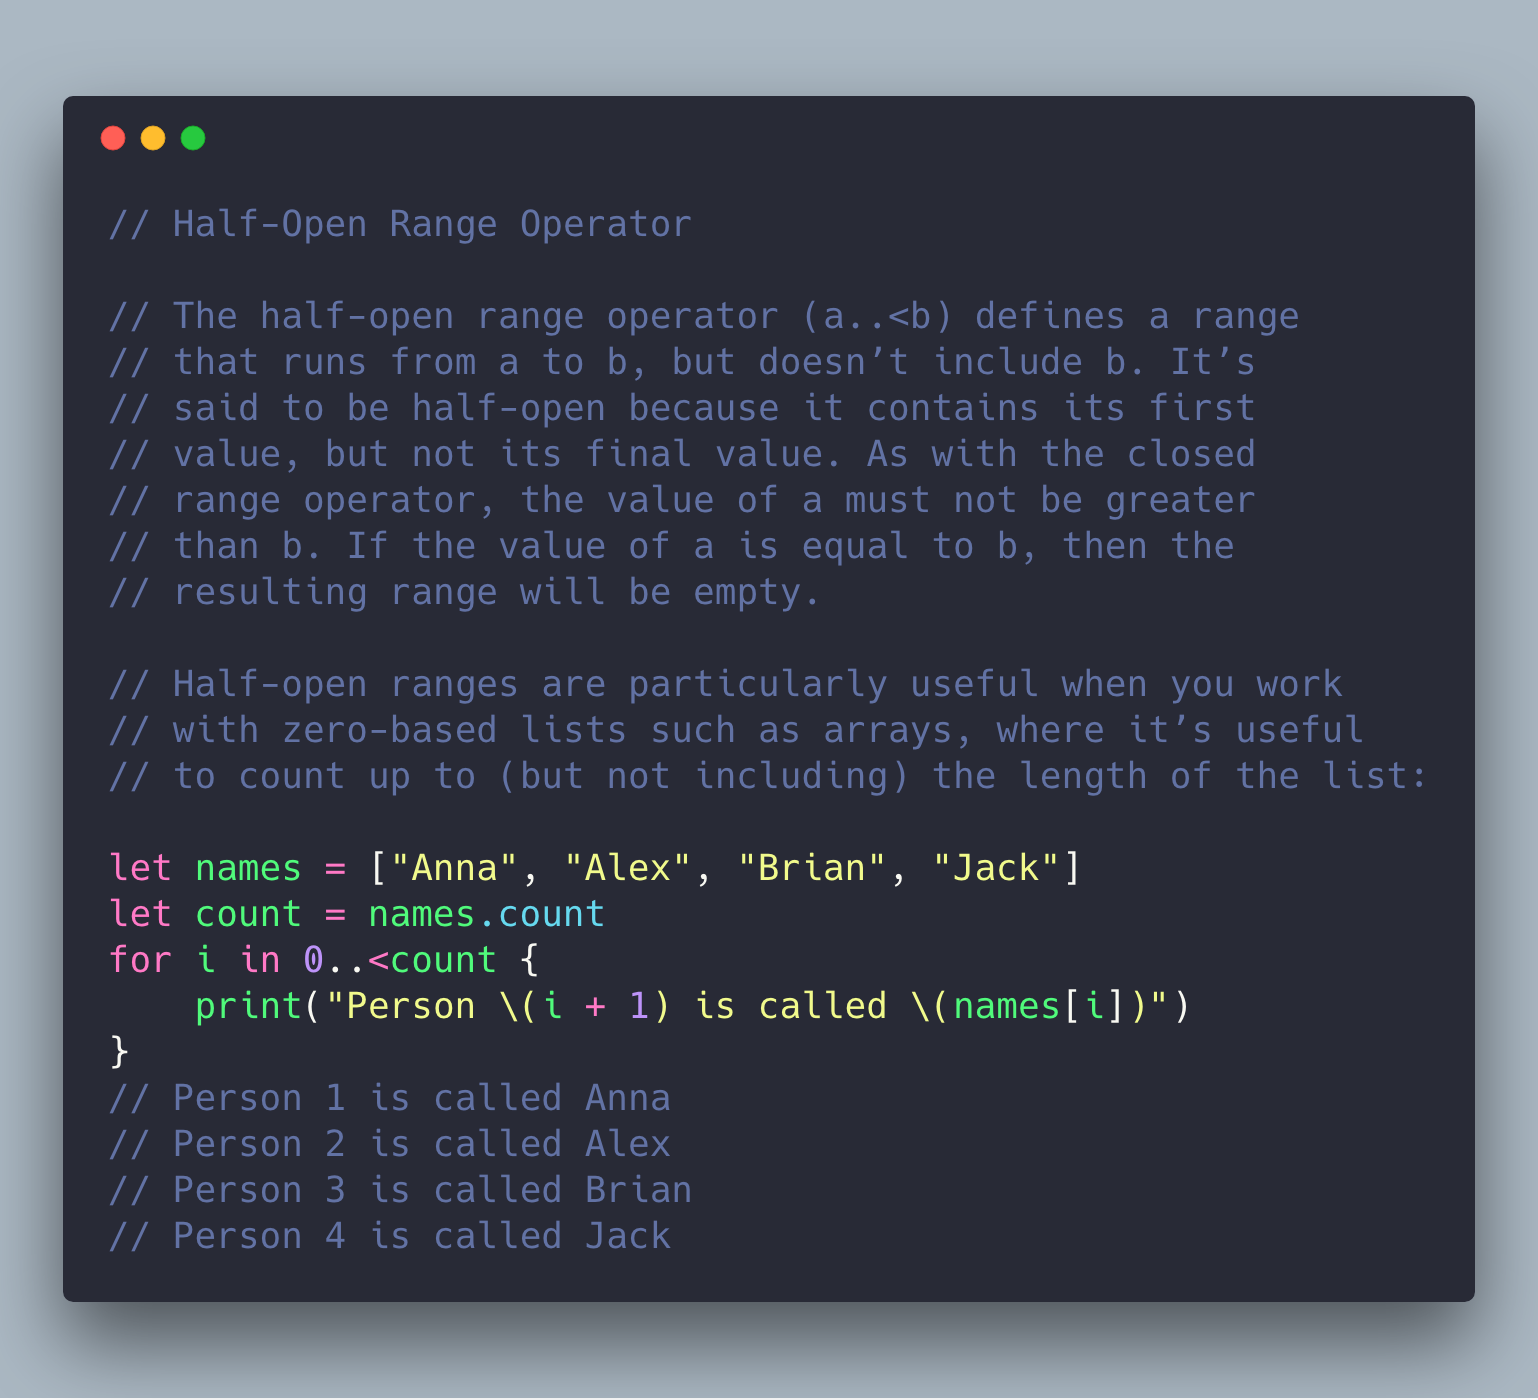 // Half-Open Range Operator

// The half-open range operator (a..<b) defines a range
// that runs from a to b, but doesn’t include b. It’s
// said to be half-open because it contains its first
// value, but not its final value. As with the closed
// range operator, the value of a must not be greater
// than b. If the value of a is equal to b, then the
// resulting range will be empty.

// Half-open ranges are particularly useful when you work
// with zero-based lists such as arrays, where it’s useful
// to count up to (but not including) the length of the list:

let names = ["Anna", "Alex", "Brian", "Jack"]
let count = names.count
for i in 0..<count {
    print("Person \(i + 1) is called \(names[i])")
}
// Person 1 is called Anna
// Person 2 is called Alex
// Person 3 is called Brian
// Person 4 is called Jack